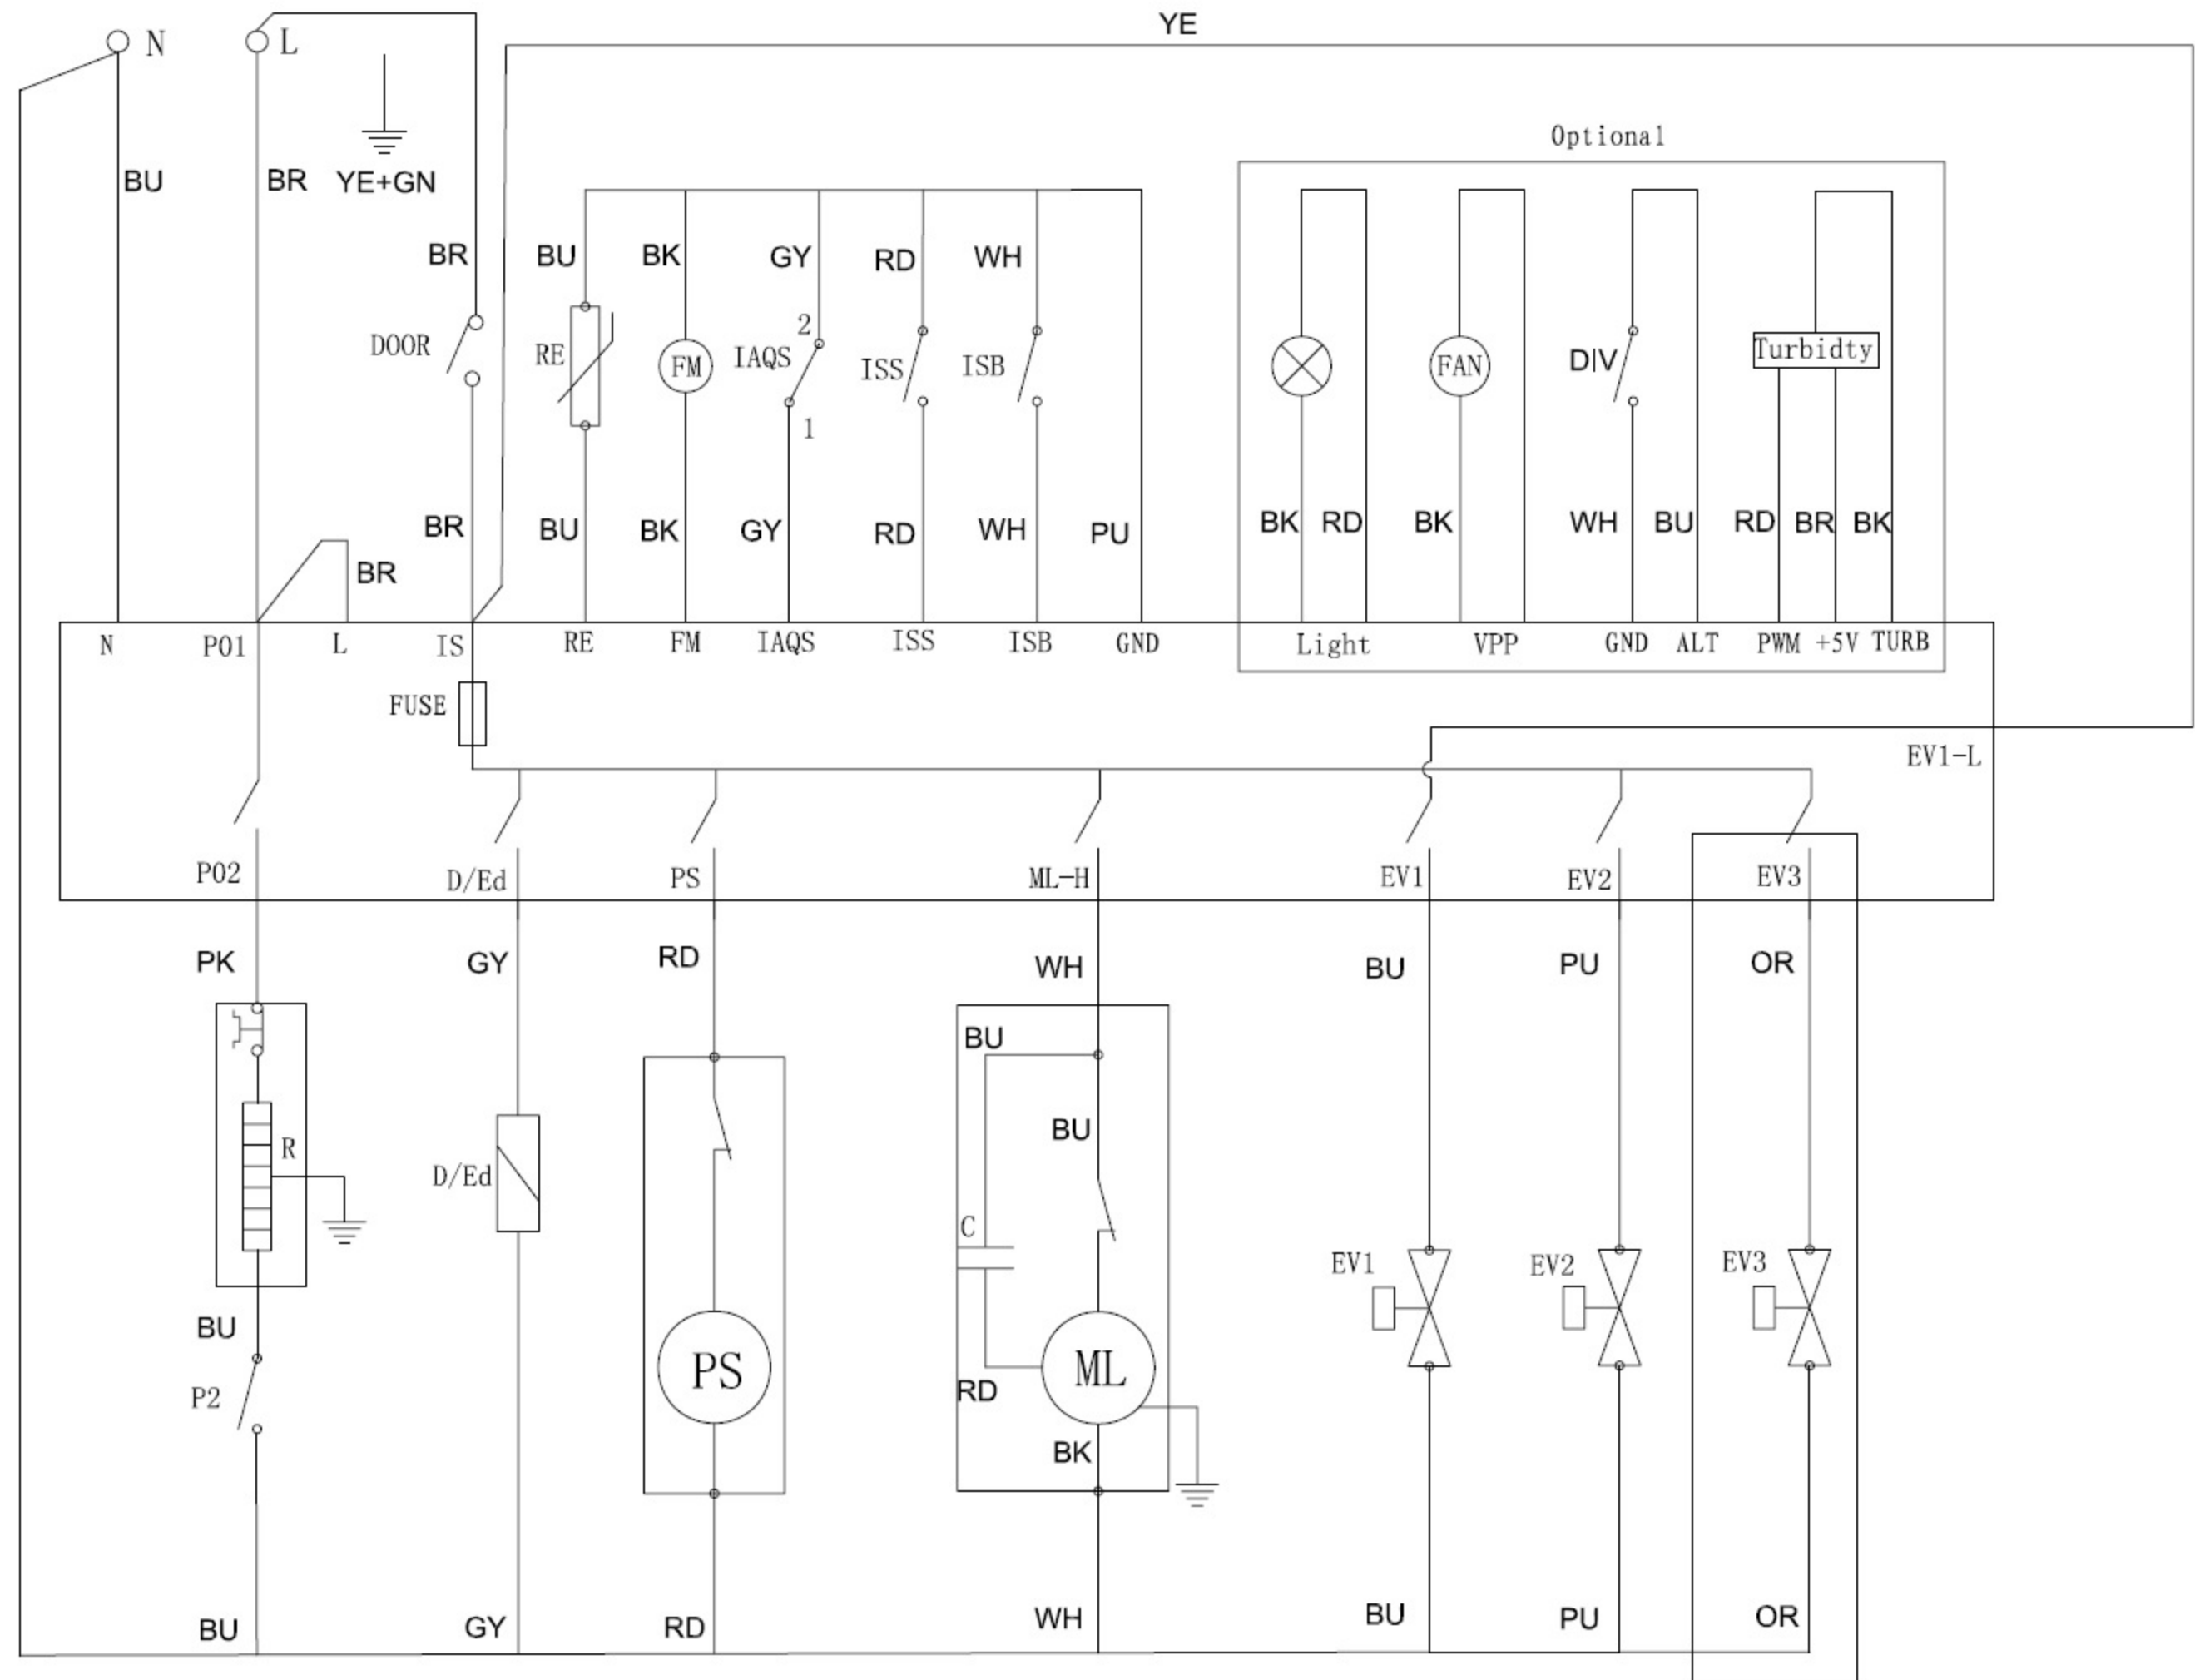 YE
N
L
Optional
BU
BR
YE+GN
BR
BU
BK
GY
RD
WH
DOOR
RE
FM
IAQS
2
1
ISS
ISB
FAN
DIV
Turbidty
BR
BU
BK
GY
RD
WH
PU
BK
RD
BK
WH
BU
RD
BR
BK
BR
N
P01
L
IS
RE
FM
IAQS
ISS
ISB
GND
Light
VPP
GND
ALT
PWM
+5V
TURB
FUSE
EV1-L
P02
D/Ed
PS
ML-H
EV1
EV2
EV3
PK
GY
RD
WH
BU
PU
OR
BU
BU
R
D/Ed
C
EV1
EV2
EV3
BU
PS
ML
P2
RD
BK
BU
GY
RD
WH
BU
PU
OR